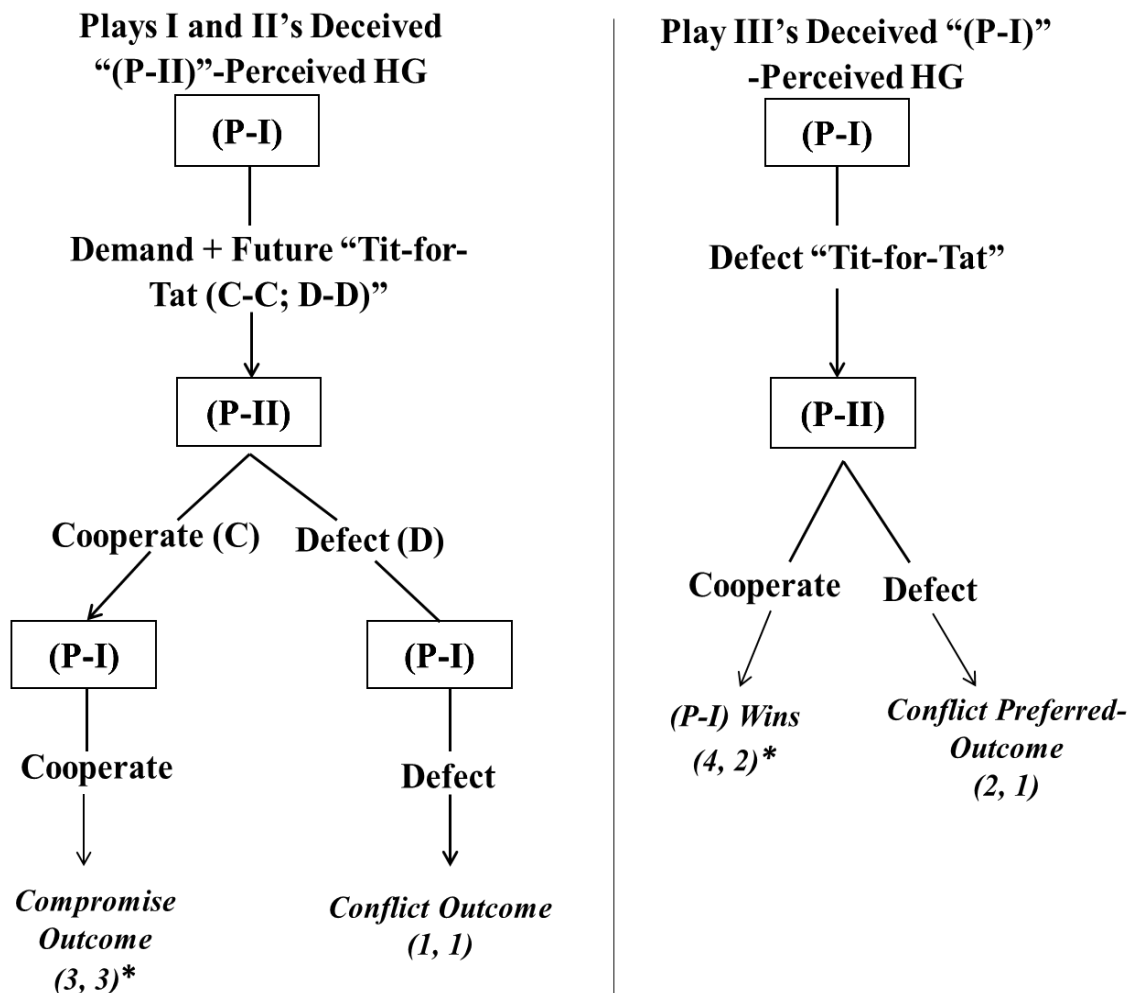 Plays I and II's Deceived
“(P-II)”-Perceived HG
(P-I)
Demand + Future “Tit-for-
Tat (C-C; D-D)”
(P-II)
Cooperate (C)
Defect (D)
(P-I)
(P-I)
Cooperate
Defect
Compromise
Outcome
(3, 3)*
Conflict Outcome
(1, 1)
Play III's Deceived “(P-I)”
-Perceived HG
(P-I)
Defect “Tit-for-Tat”
(P-II)
Cooperate
Defect
(P-I) Wins
(4, 2)*
Conflict Preferred-
Outcome
(2, 1)